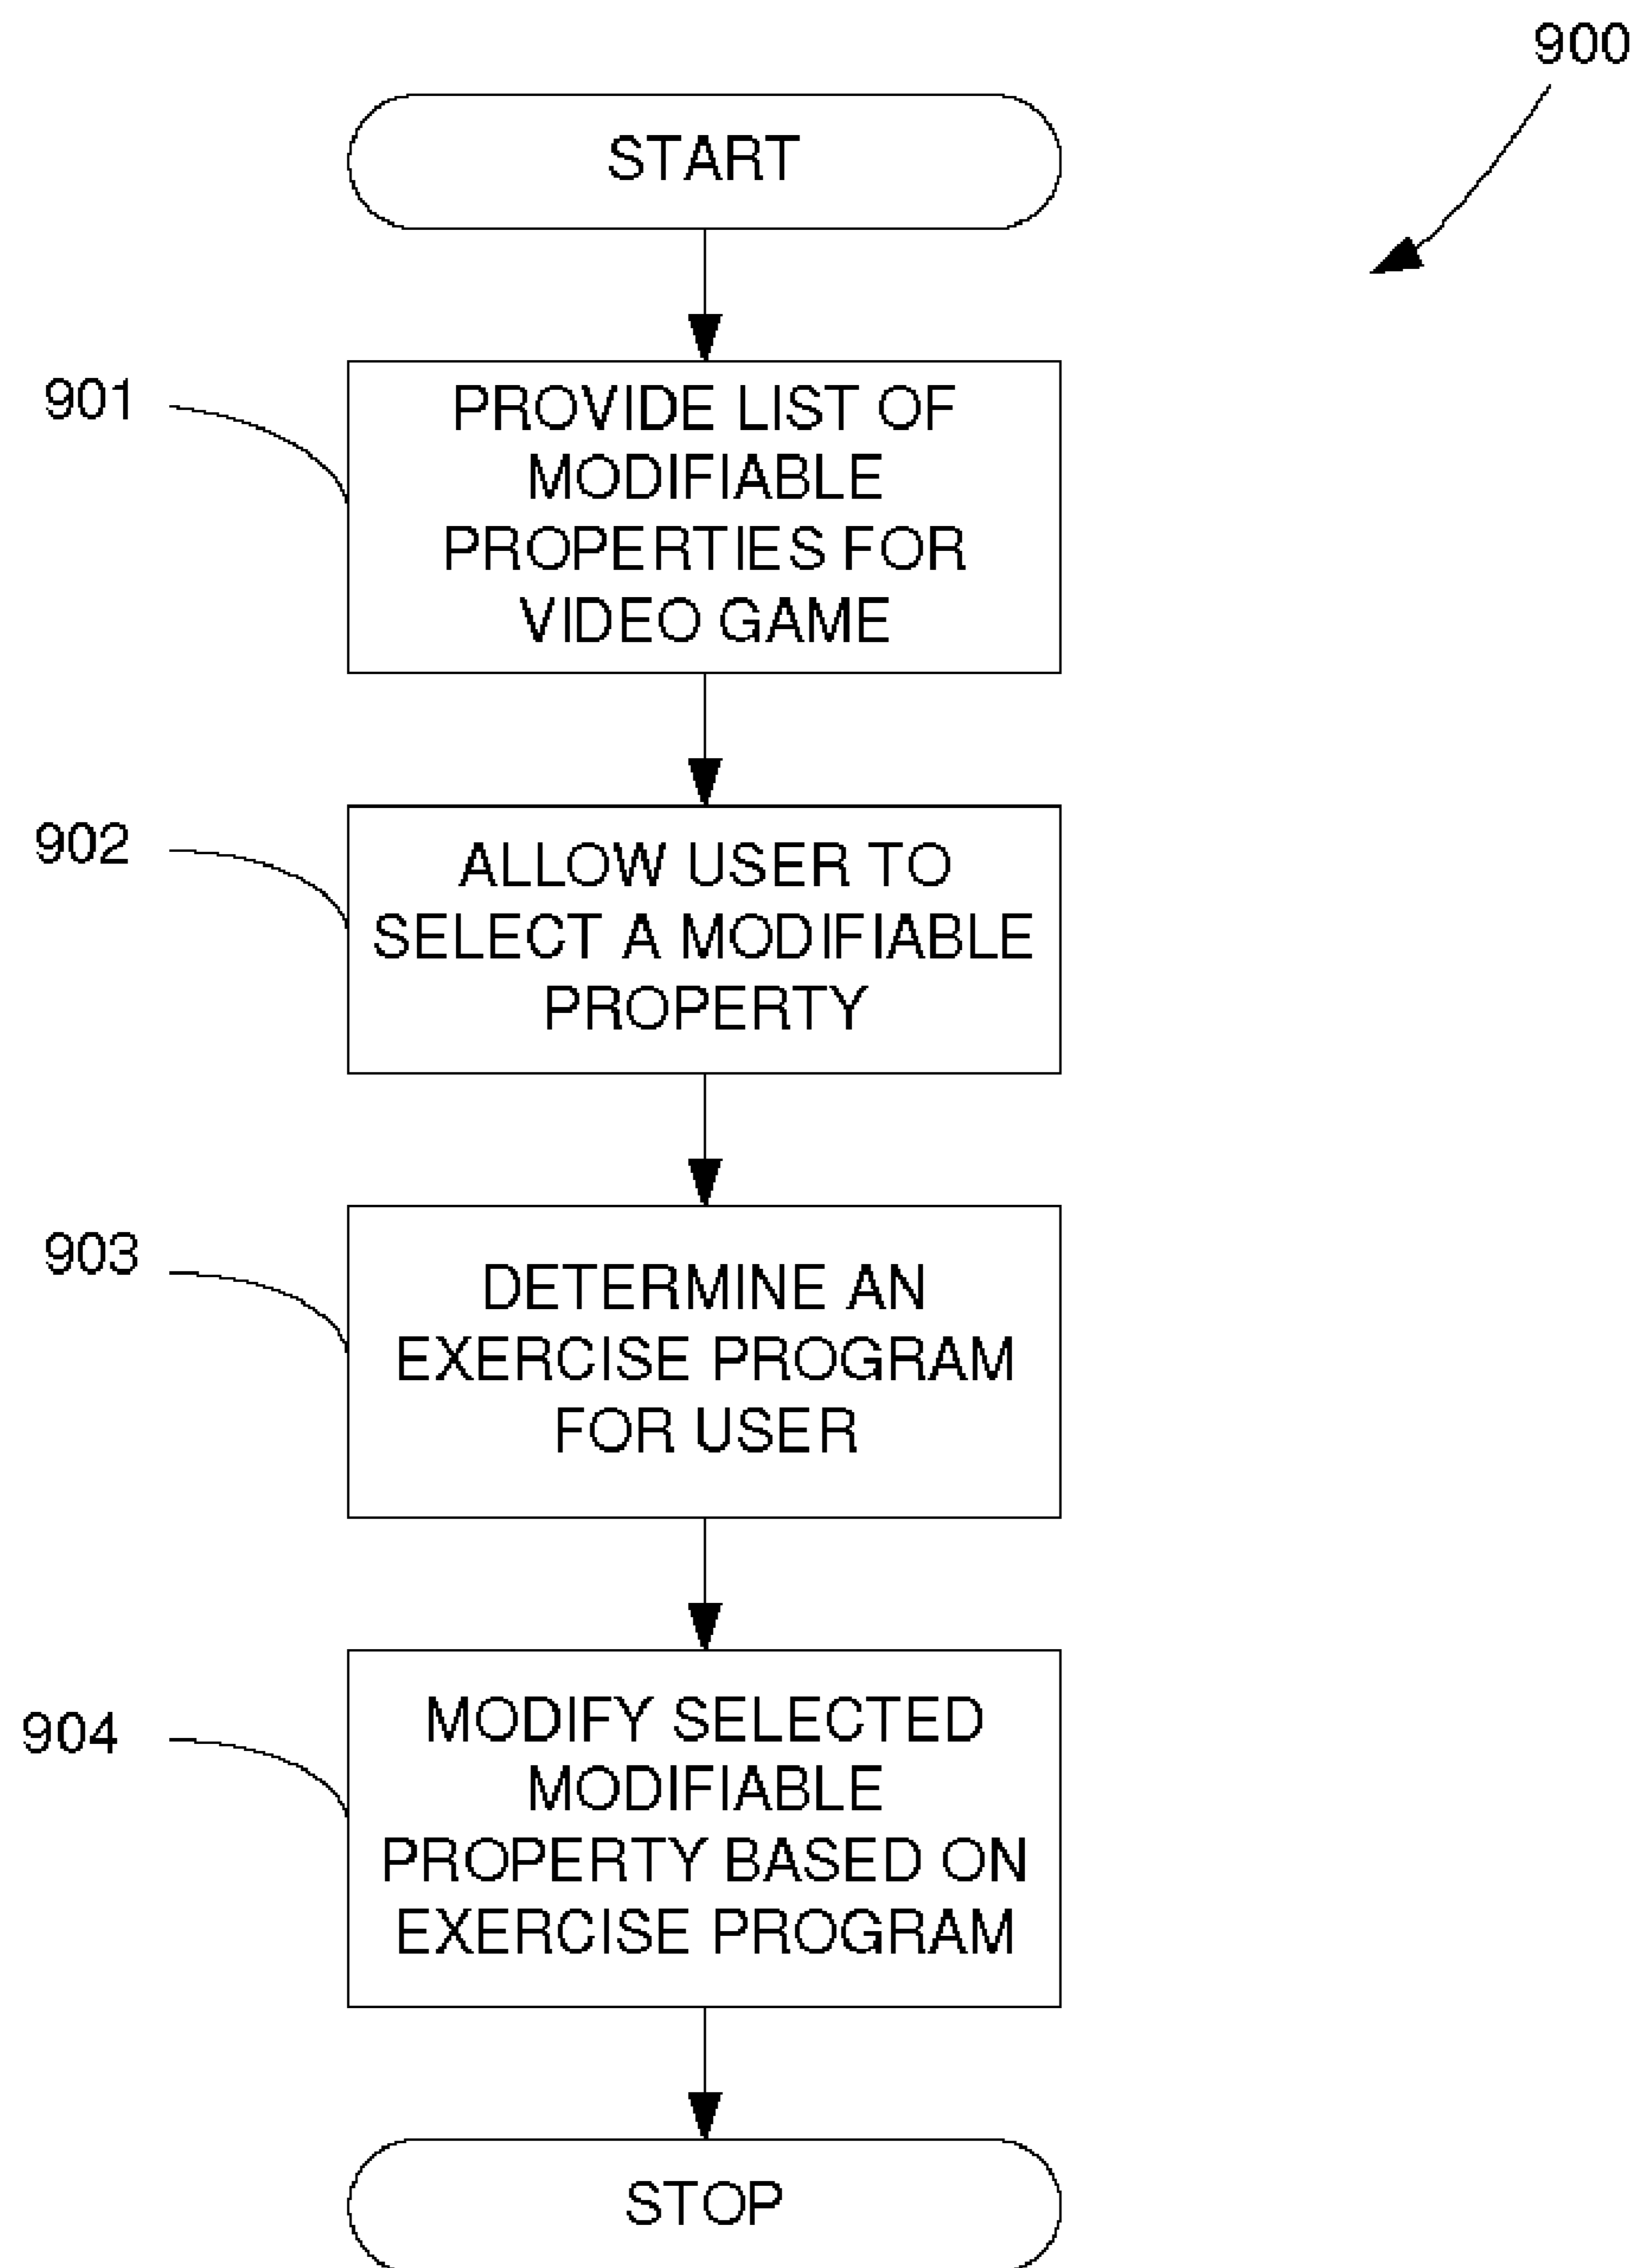 900
START
901
PROVIDE LIST OF
MODIFIABLE
PROPERTIES FOR
VIDEO GAME
902
ALLOW USER TO
SELECT A MODIFIABLE
PROPERTY
903
DETERMINE AN
EXERCISE PROGRAM
FOR USER
904
MODIFY SELECTED
MODIFIABLE
PROPERTY BASED ON
EXERCISE PROGRAM
STOP